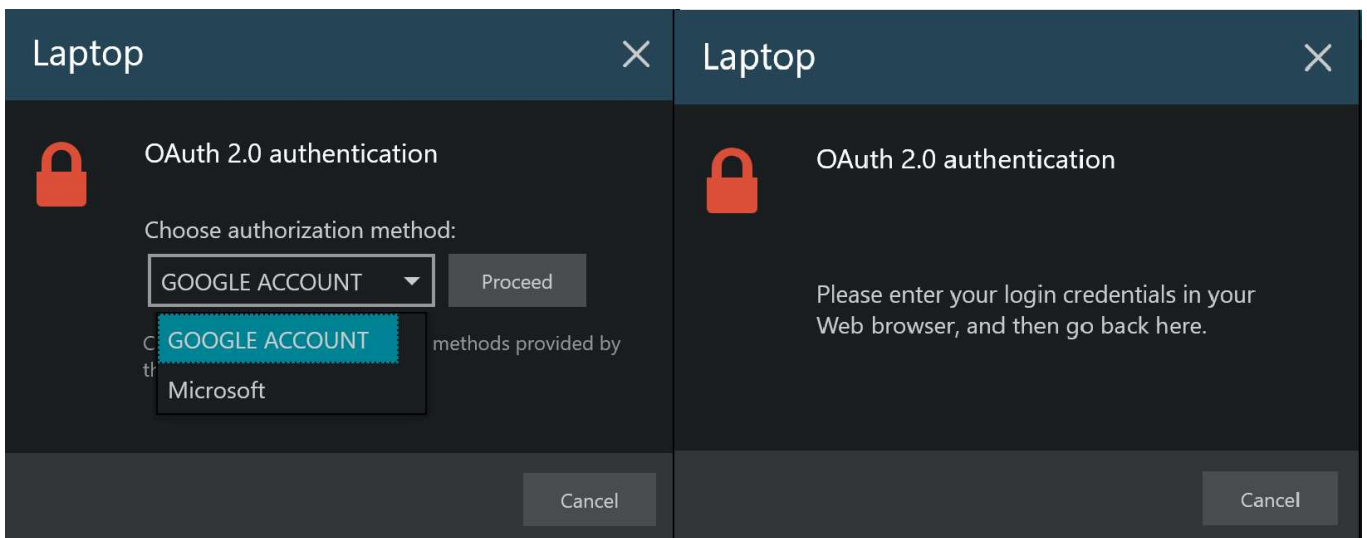 Laptop
OAuth 2.0 authentication
Choose authorization method:
GOOGLE ACCOUNT
Proceed
GOOGLE ACCOUNT
methods provided by
Microsoft
Cancel
Laptop
OAuth 2.0 authentication
Please enter your login credentials in your
Web browser, and then go back here.
Cancel